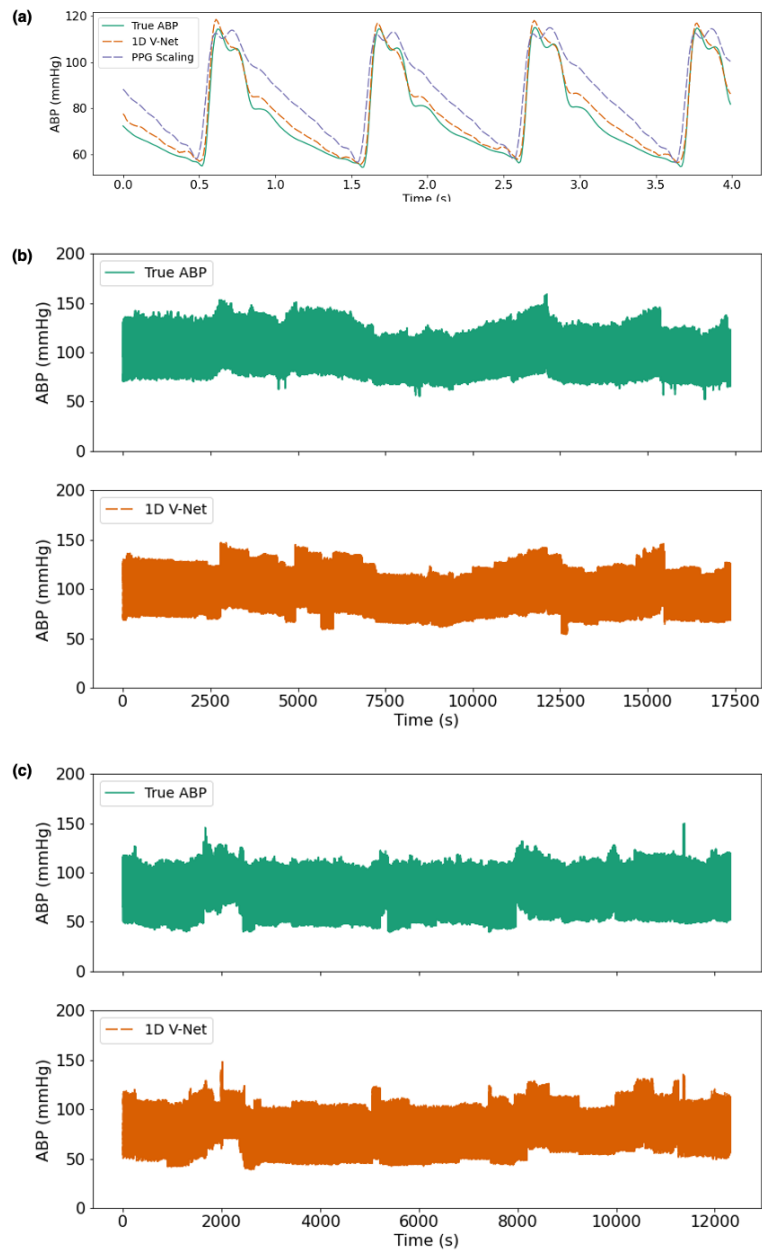 (a)
True ABP
1D V-Net
PPG Scaling
ABP (mmHg)
120
100
80
60
0.0 0.5 1.0 1.5 2.0 2.5 3.0 3.5 4.0
Time (s)
(b)
True ABP
ABP (mmHg)
200
150
100
50
0
1D V-Net
ABP (mmHg)
200
150
100
50
0
0 2500 5000 7500 10000 12500 15000 17500
Time (s)
(c)
True ABP
ABP (mmHg)
200
150
100
50
0
1D V-Net
ABP (mmHg)
200
150
100
50
0
0 2000 4000 6000 8000 10000 12000
Time (s)